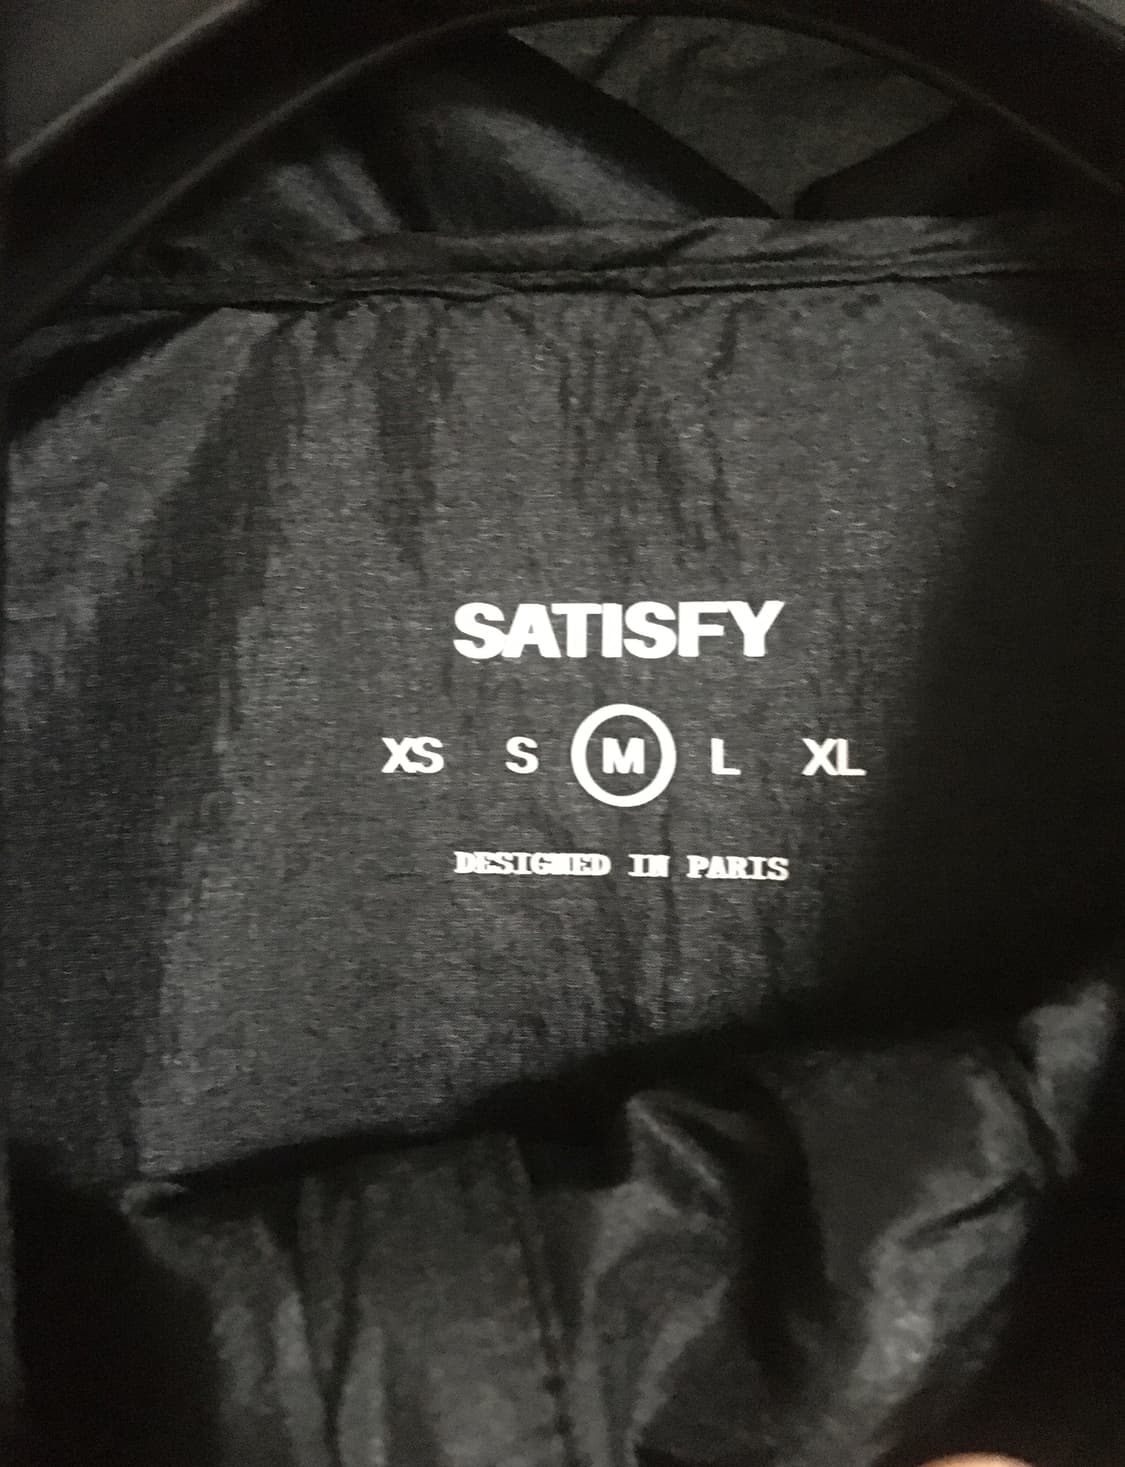 SATISFY
XS S M L XL
DESIGNED IN PARIS